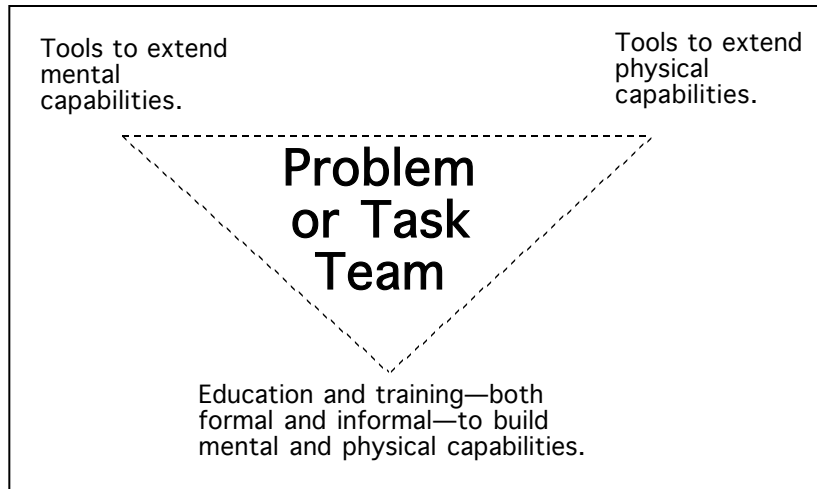 Tools to extend
mental
capabilities.
Tools to extend
physical
capabilities.
Problem
or Task
Team
Education and training—both
formal and informal—to build
mental and physical capabilities.